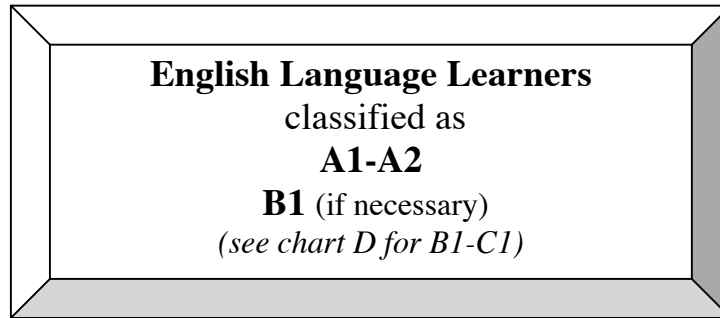 English Language Learners
classified as
A1-A2
B1 (if necessary)
(see chart D for B1-C1)